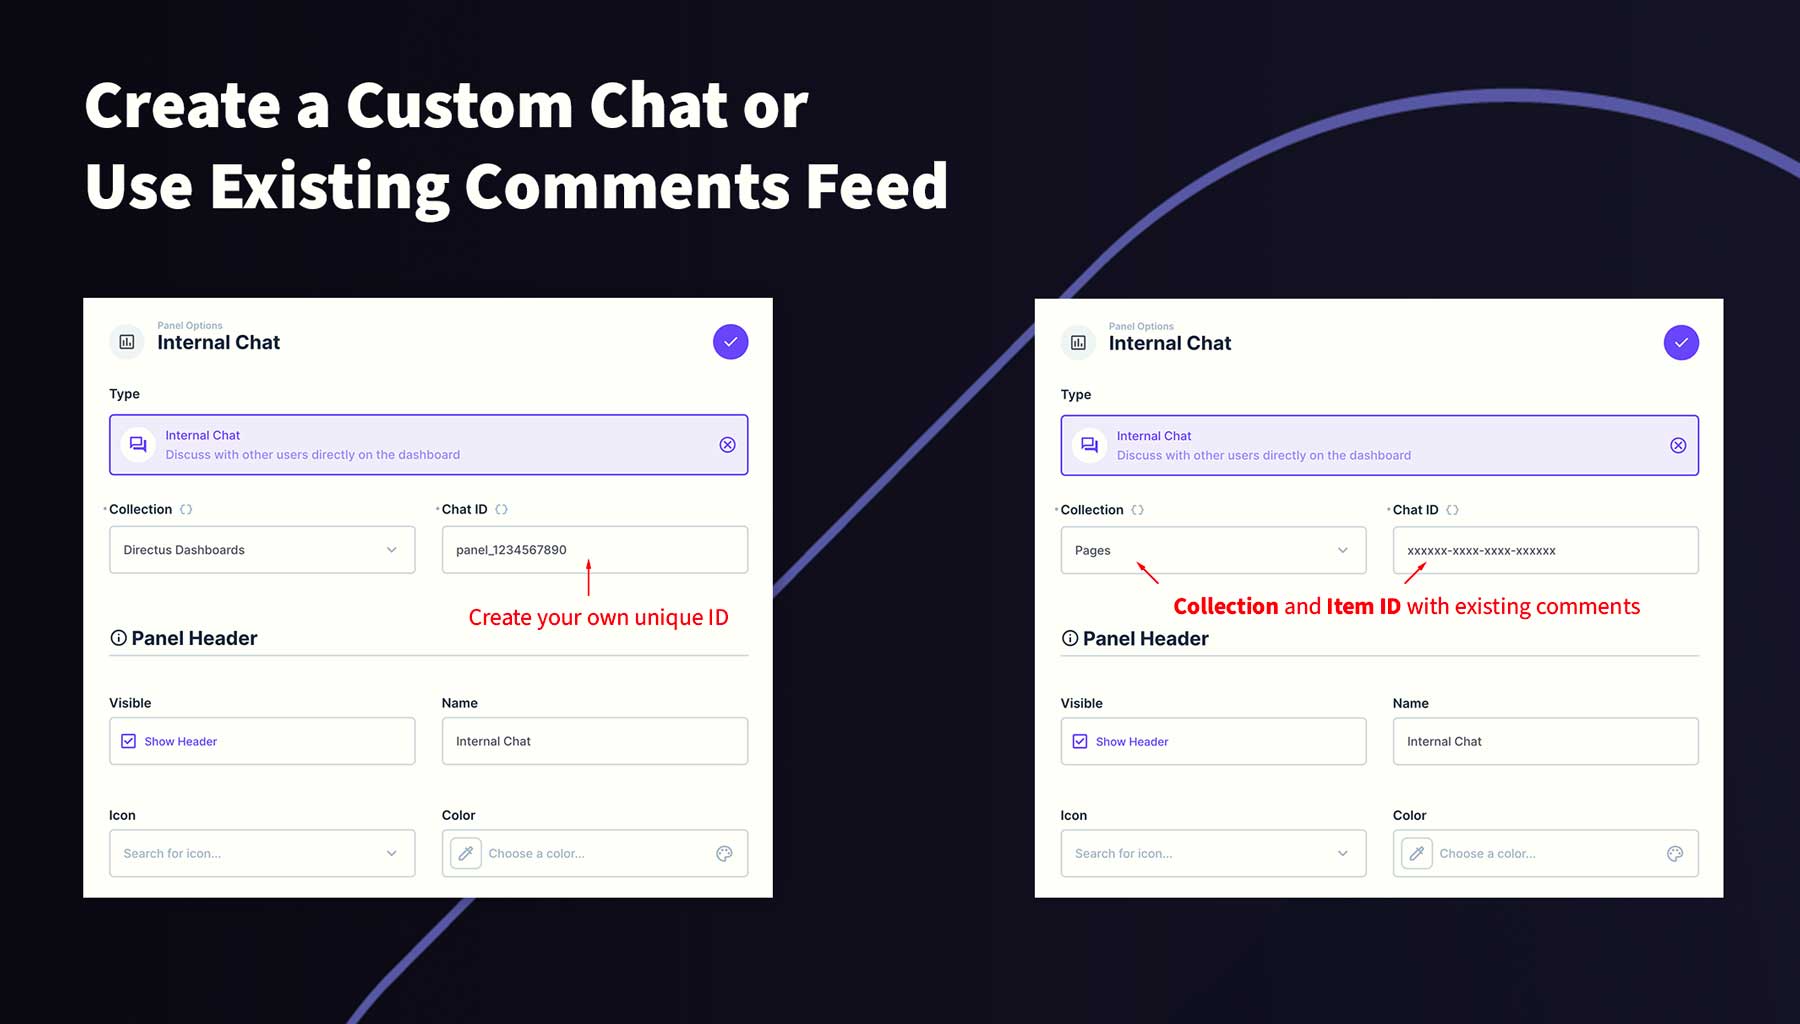 Create a Custom Chat or
Use Existing Comments Feed
Panel Options
Internal Chat
Type
Internal Chat
Discuss with other users directly on the dashboard
Collection
Chat ID
Directus Dashboards
panel_1234567890
Create your own unique ID
Panel Header
Visible
Name
Show Header
Internal Chat
Icon
Color
Search for icon...
Choose a color...
Panel Options
Internal Chat
Type
Internal Chat
Discuss with other users directly on the dashboard
Collection
Chat ID
Pages
xxxxxx-xxxx-xxxx-xxxxxx
Collection and Item ID with existing comments
Panel Header
Visible
Name
Show Header
Internal Chat
Icon
Color
Search for icon...
Choose a color...